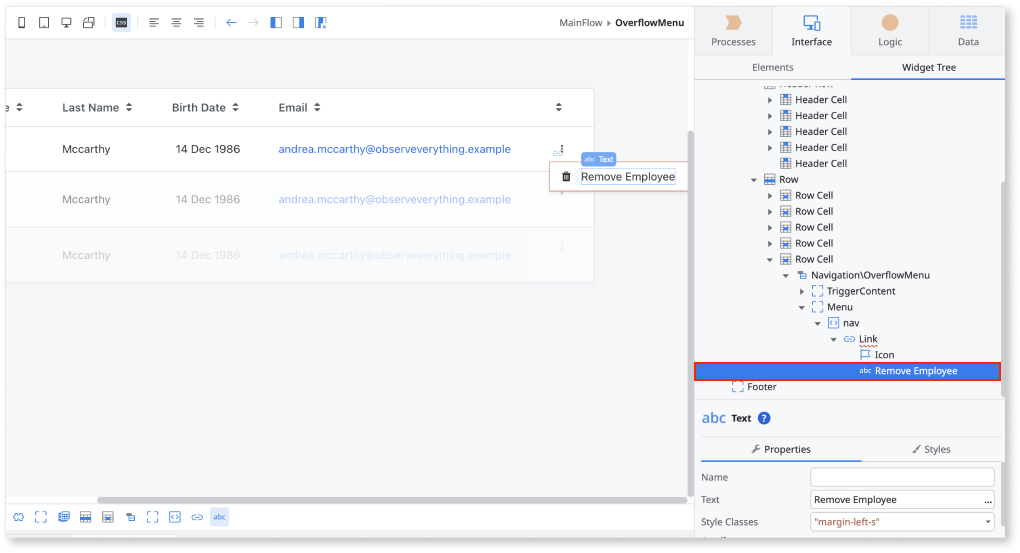 CSS
MainFlow OverflowMenu
Processes Interface Logic Data
Elements Widget Tree
e Last Name Birth Date Email
Mccarthy 14 Dec 1986 andrea.mccarthy@observeverything.example
abc Text
Remove Employee
Mccarthy 14 Dec 1986 andrea.mccarthy@observeverything.example
Mccarthy 14 Dec 1986 andrea.mccarthy@observeverything.example
Header Row
Header Cell
Header Cell
Header Cell
Header Cell
Header Cell
Row
Row Cell
Row Cell
Row Cell
Row Cell
Row Cell
Navigation\OverflowMenu
TriggerContent
Menu
nav
Link
Icon
abc Remove Employee
Footer
abc Text ?
Properties Styles
Name
Text Remove Employee ...
Style Classes "margin-left-s"
abc